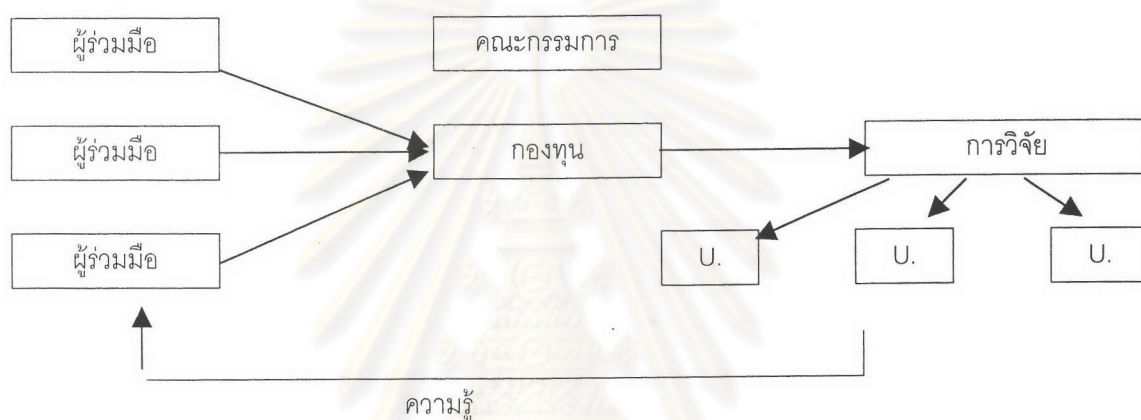 ผู้ร่วมมือ
คณะกรรมการ
ผู้ร่วมมือ
กองทุน
การวิจัย
ผู้ร่วมมือ
บ.
บ.
บ.
ความรู้